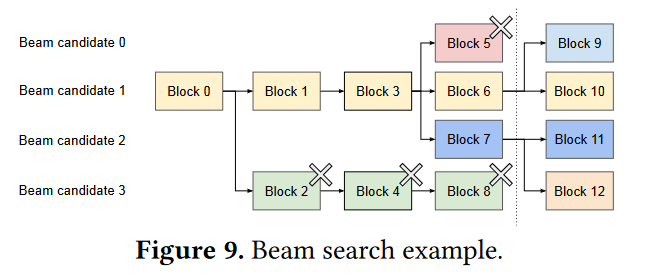 Beam candidate 0
Block 5
Block 9
Beam candidate 1
Block 0
Block 1
Block 3
Block 6
Block 10
Beam candidate 2
Block 7
Block 11
Beam candidate 3
Block 2
Block 4
Block 8
Block 12
Figure 9. Beam search example.